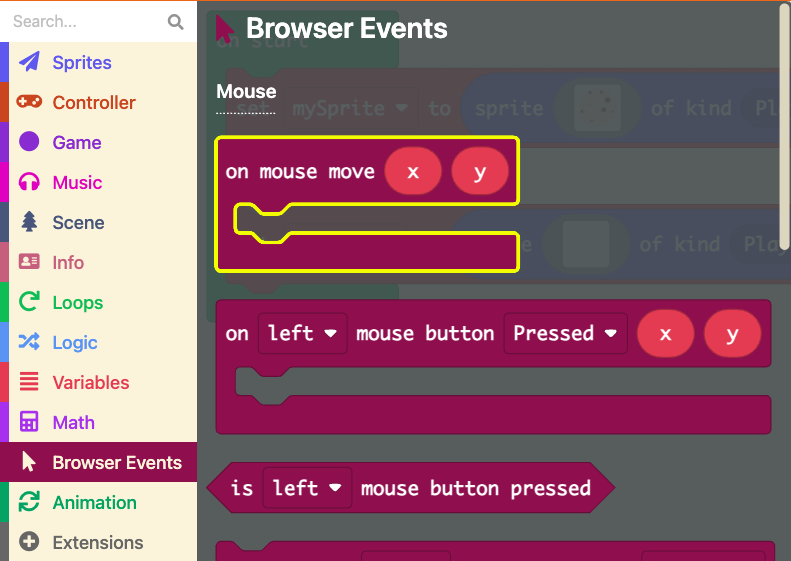 Search...
Sprites
Controller
Game
Music
Scene
Info
Loops
Logic
Variables
Math
Browser Events
Animation
Extensions
Browser Events
on start
Mouse
set mySprite to sprite of kind Pl
on mouse move x y
e of kind Play
on left mouse button Pressed x y
is left mouse button pressed